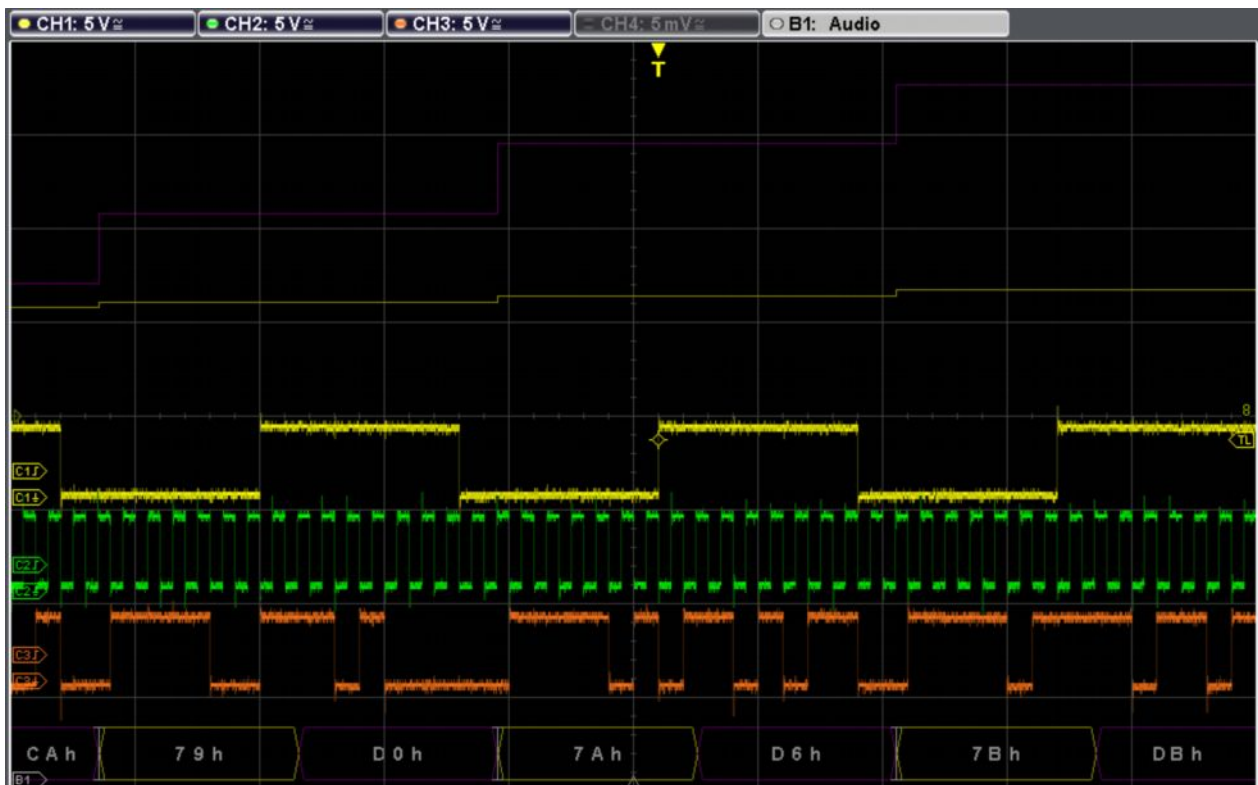 CH1: 5 V≅ CH2: 5 V≅ CH3: 5 V≅ CH4: 5 mV≅ B1: Audio
T
8
TL
C1
C1
C2
C2
C3
C3
CAh 79h D0h 7Ah D6h 7Bh DBh
B1